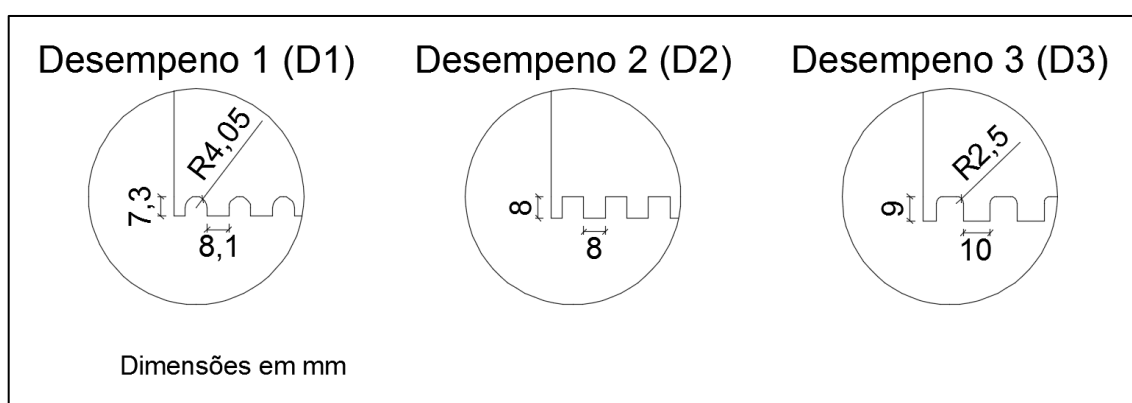 Desempeno 1 (D1)
Desempeno 2 (D2)
Desempeno 3 (D3)
R4,05
7,3
8,1
8
8
R2,5
9
10
Dimensões em mm